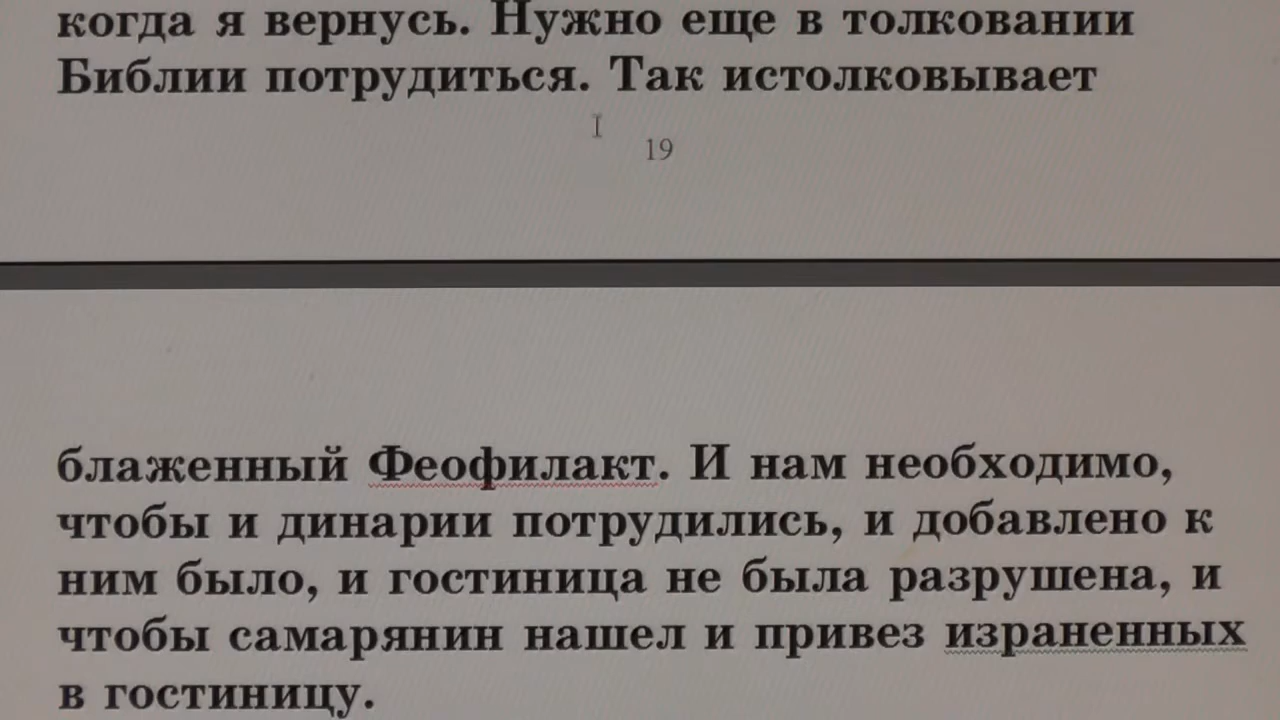 когда я вернусь. Нужно еще в толковании
Библии потрудиться. Так истолковывает
19
блаженный Феофилакт. И нам необходимо,
чтобы и динарии потрудились, и добавлено к
ним было, и гостиница не была разрушена, и
чтобы самарянин нашел и привез израненных
в гостиницу.